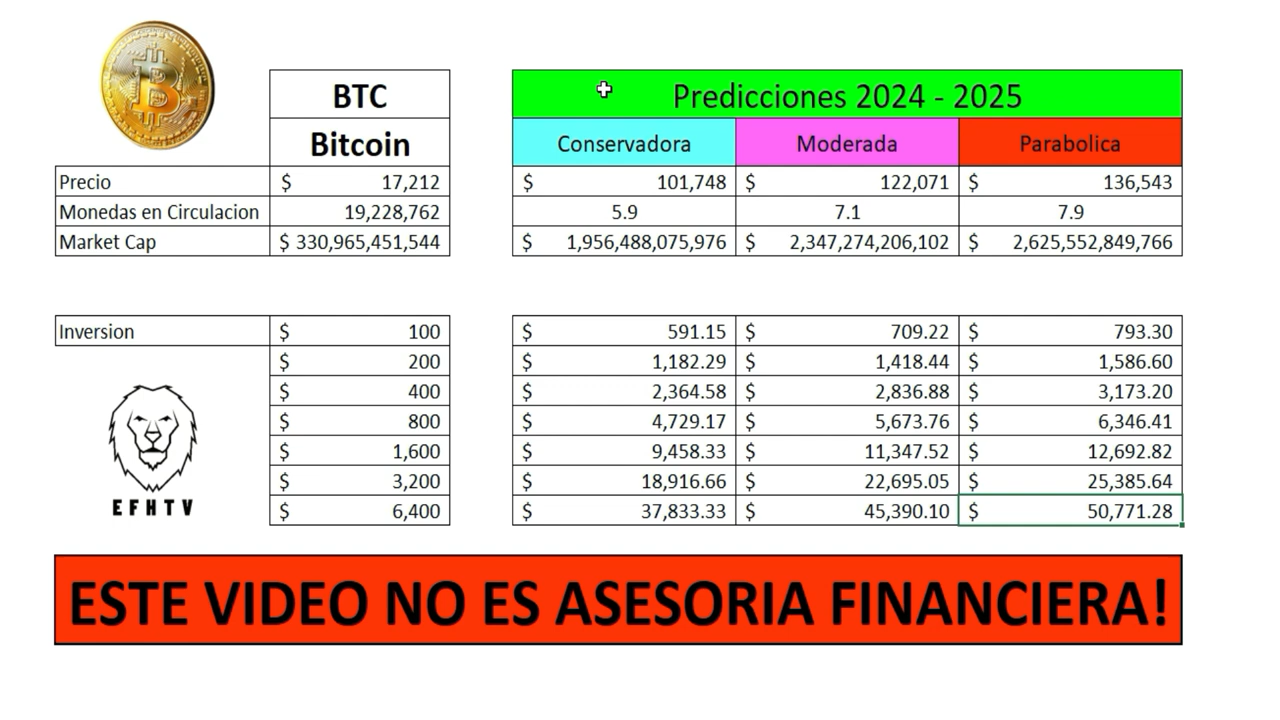 BTC
Predicciones 2024 - 2025
Bitcoin
Conservadora Moderada Parabolica
Precio $ 17,212 $ 101,748 $ 122,071 $ 136,543
Monedas en Circulacion 19,228,762 5.9 7.1 7.9
Market Cap $ 330,965,451,544 $ 1,956,488,075,976 $ 2,347,274,206,102 $ 2,625,552,849,766
Inversion $ 100 $ 591.15 $ 709.22 $ 793.30
$ 200 $ 1,182.29 $ 1,418.44 $ 1,586.60
$ 400 $ 2,364.58 $ 2,836.88 $ 3,173.20
$ 800 $ 4,729.17 $ 5,673.76 $ 6,346.41
$ 1,600 $ 9,458.33 $ 11,347.52 $ 12,692.82
$ 3,200 $ 18,916.66 $ 22,695.05 $ 25,385.64
$ 6,400 $ 37,833.33 $ 45,390.10 $ 50,771.28
EFHTV
ESTE VIDEO NO ES ASESORIA FINANCIERA!